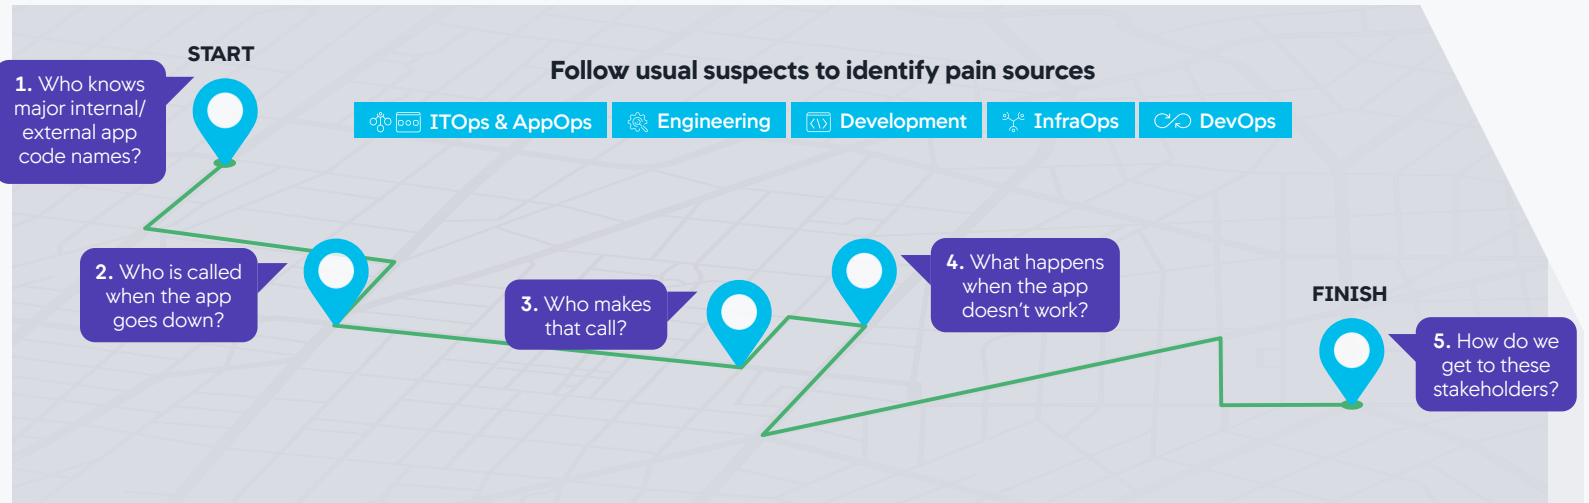 START
1. Who knows
major internal/
external app
code names?
Follow usual suspects to identify pain sources
ITOps & AppOps
Engineering
Development
InfraOps
DevOps
2. Who is called
when the app
goes down?
3. Who makes
that call?
4. What happens
when the app
doesn't work?
FINISH
5. How do we
get to these
stakeholders?